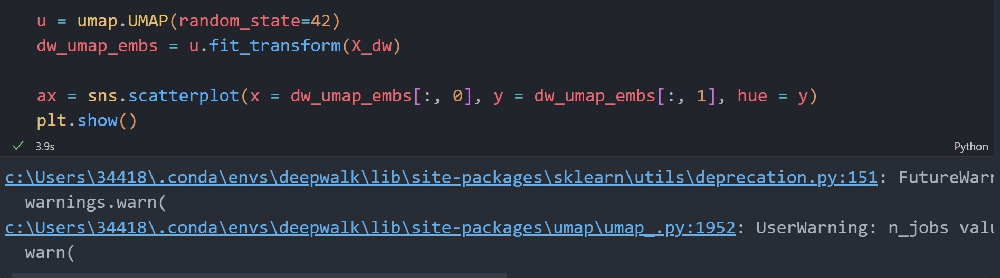 u = umap.UMAP(random_state=42)
dw_umap_embs = u.fit_transform(X_dw)
ax = sns.scatterplot(x = dw_umap_embs[:, 0], y = dw_umap_embs[:, 1], hue = y)
plt.show()
3.9s
Python
c:\Users\34418\.conda\envs\deepwalk\lib\site-packages\sklearn\utils\deprecation.py:151: FutureWarr
warnings.warn(
c:\Users\34418\.conda\envs\deepwalk\lib\site-packages\umap\umap_.py:1952: UserWarning: n_jobs valu
warn(